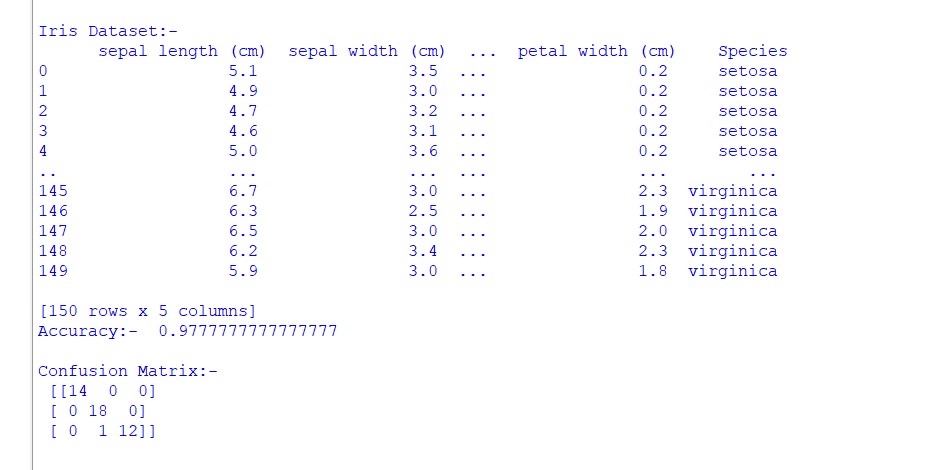 Iris Dataset:-
      sepal length (cm)  sepal width (cm)  ...  petal width (cm)    Species
0                   5.1               3.5  ...               0.2     setosa
1                   4.9               3.0  ...               0.2     setosa
2                   4.7               3.2  ...               0.2     setosa
3                   4.6               3.1  ...               0.2     setosa
4                   5.0               3.6  ...               0.2     setosa
..                  ...               ...  ...               ...        ...
145                 6.7               3.0  ...               2.3  virginica
146                 6.3               2.5  ...               1.9  virginica
147                 6.5               3.0  ...               2.0  virginica
148                 6.2               3.4  ...               2.3  virginica
149                 5.9               3.0  ...               1.8  virginica
[150 rows x 5 columns]
Accuracy:-  0.9777777777777777
Confusion Matrix:-
 [[14  0  0]
 [ 0 18  0]
 [ 0  1 12]]